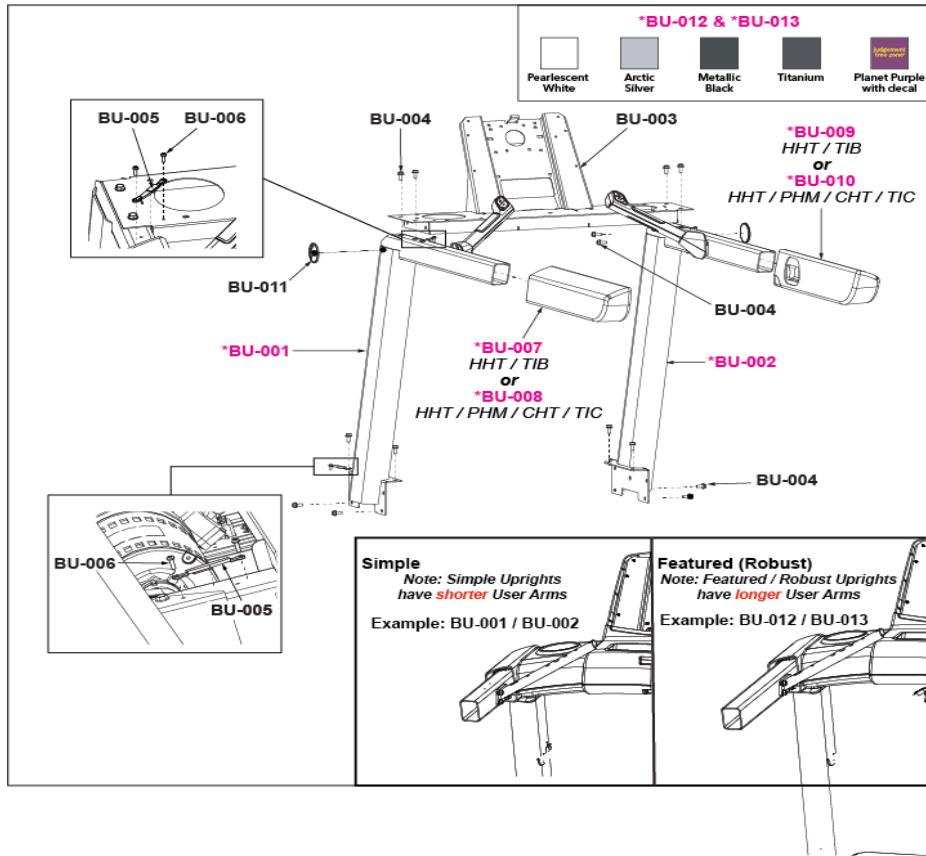 *BU-012 & *BU-013
Pearlescent
White
Arctic
Silver
Metallic
Black
Titanium
judgement
free zone®
Planet Purple
with decal
BU-005
BU-006
BU-004
BU-003
*BU-009
HHT / TIB
or
*BU-010
HHT / PHM / CHT / TIC
BU-011
BU-004
*BU-001
*BU-007
HHT / TIB
or
*BU-008
HHT / PHM / CHT / TIC
*BU-002
BU-004
BU-006
BU-005
Simple
Note: Simple Uprights
have shorter User Arms
Example: BU-001 / BU-002
Featured (Robust)
Note: Featured / Robust Uprights
have longer User Arms
Example: BU-012 / BU-013